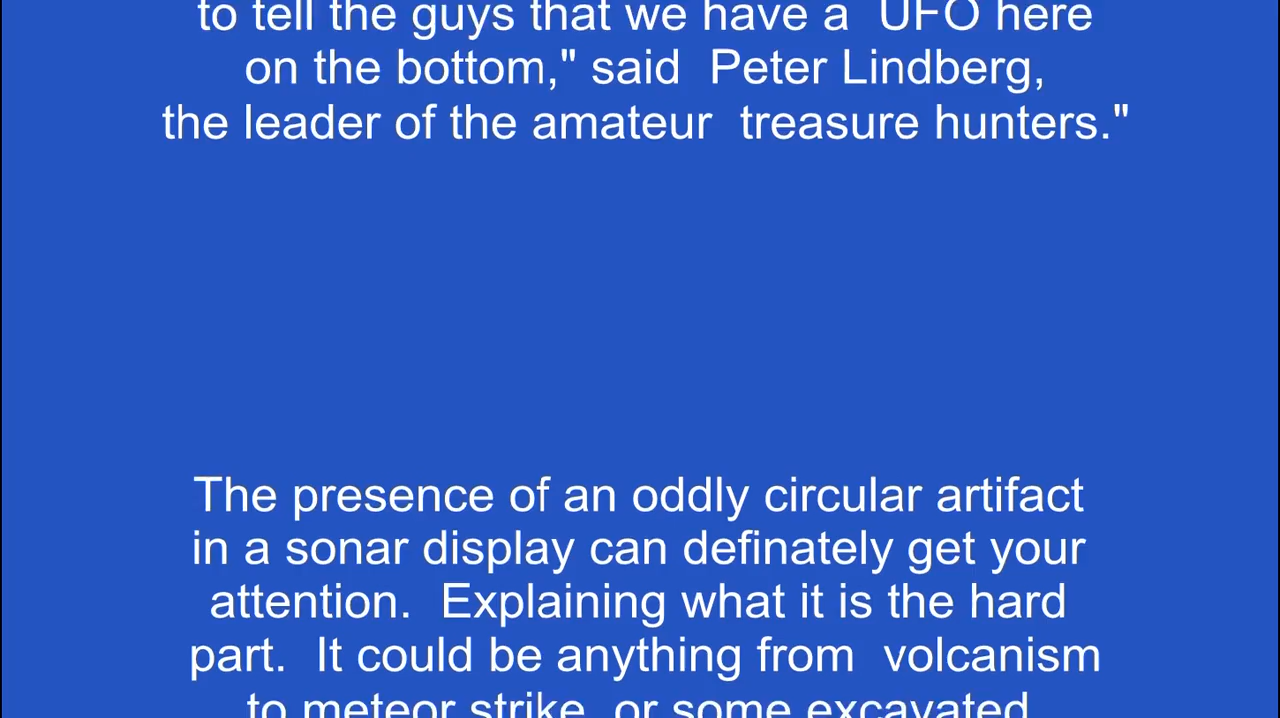 to tell the guys that we have a UFO here
on the bottom," said Peter Lindberg,
the leader of the amateur treasure hunters."
The presence of an oddly circular artifact
in a sonar display can definately get your
attention. Explaining what it is the hard
part. It could be anything from volcanism
to meteor strike, or some excavated